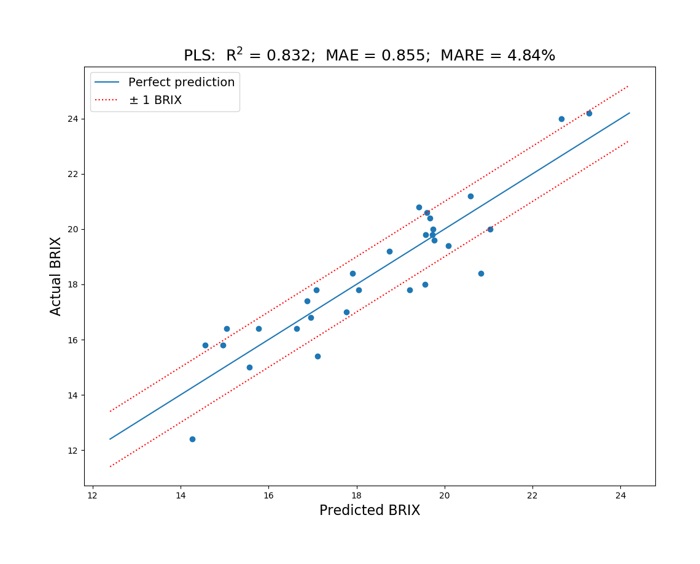 PLS:  R² = 0.832;  MAE = 0.855;  MARE = 4.84%
Perfect prediction
± 1 BRIX
24
22
20
18
16
14
12
Actual BRIX
12 14 16 18 20 22 24
Predicted BRIX